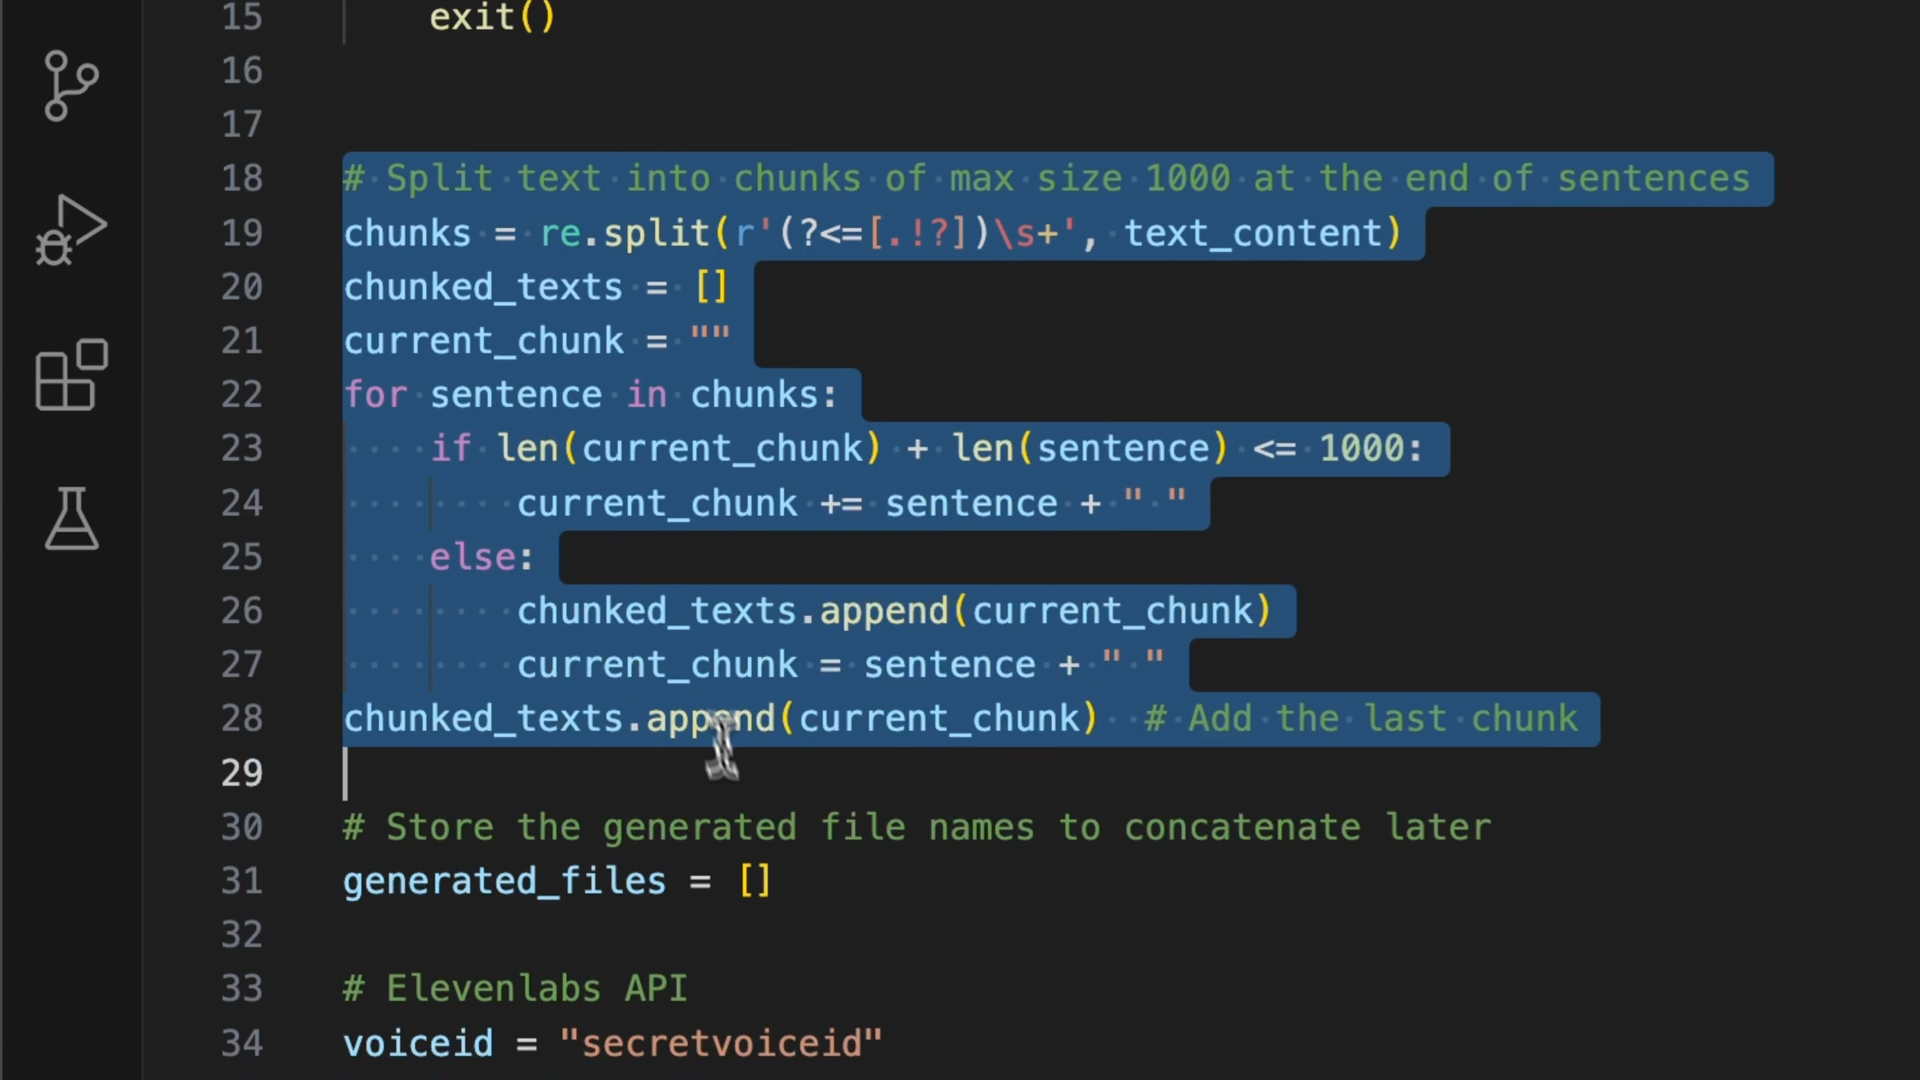 15 exit()
16
17
18 # Split text into chunks of max size 1000 at the end of sentences
19 chunks = re.split(r'(?<=[.!?])\s+', text_content)
20 chunked_texts = []
21 current_chunk = ""
22 for sentence in chunks:
23 if len(current_chunk) + len(sentence) <= 1000:
24 current_chunk += sentence + " "
25 else:
26 chunked_texts.append(current_chunk)
27 current_chunk = sentence + " "
28 chunked_texts.append(current_chunk)  # Add the last chunk
29
30 # Store the generated file names to concatenate later
31 generated_files = []
32
33 # Elevenlabs API
34 voiceid = "secretvoiceid"